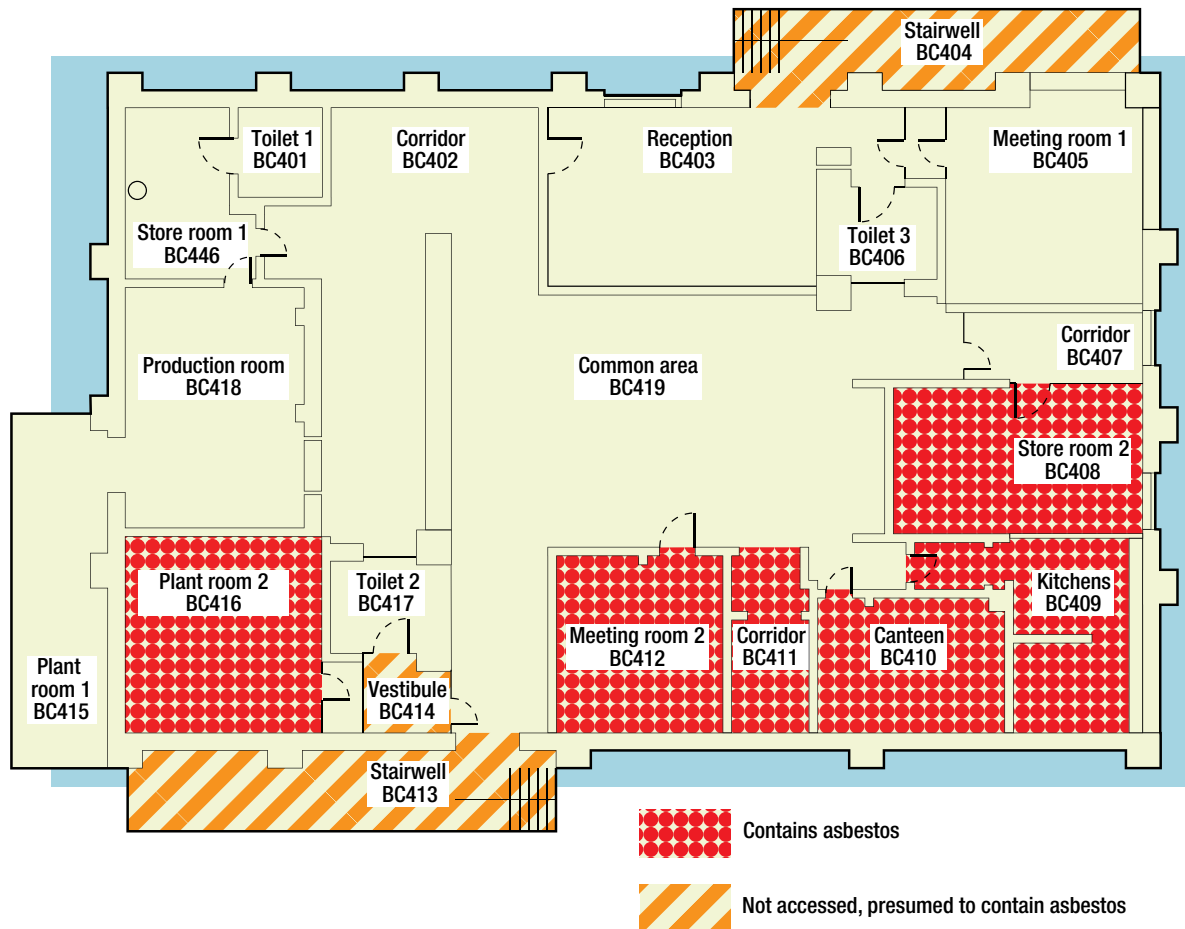 Stairwell
BC404
Toilet 1
BC401
Corridor
BC402
Reception
BC403
Meeting room 1
BC405
Store room 1
BC446
Toilet 3
BC406
Corridor
BC407
Production room
BC418
Common area
BC419
Store room 2
BC408
Plant room 2
BC416
Toilet 2
BC417
Kitchens
BC409
Meeting room 2
BC412
Corridor
BC411
Canteen
BC410
Plant
room 1
BC415
Vestibule
BC414
Stairwell
BC413
Contains asbestos
Not accessed, presumed to contain asbestos